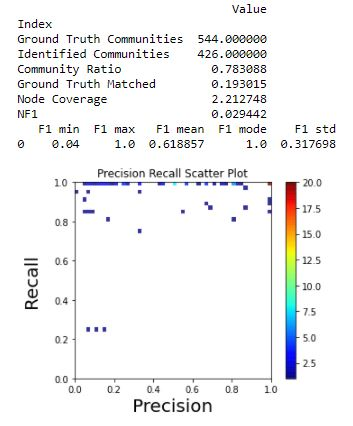 Value
Index
Ground Truth Communities 544.000000
Identified Communities 426.000000
Community Ratio 0.783088
Ground Truth Matched 0.193015
Node Coverage 2.212748
NF1 0.029442
F1 min F1 max F1 mean F1 mode F1 std
0 0.04 1.0 0.618857 1.0 0.317698
Precision Recall Scatter Plot
1.0
0.8
0.6
0.4
0.2
0.0
Recall
0.0 0.2 0.4 0.6 0.8 1.0
Precision
20.0
17.5
15.0
12.5
10.0
7.5
5.0
2.5